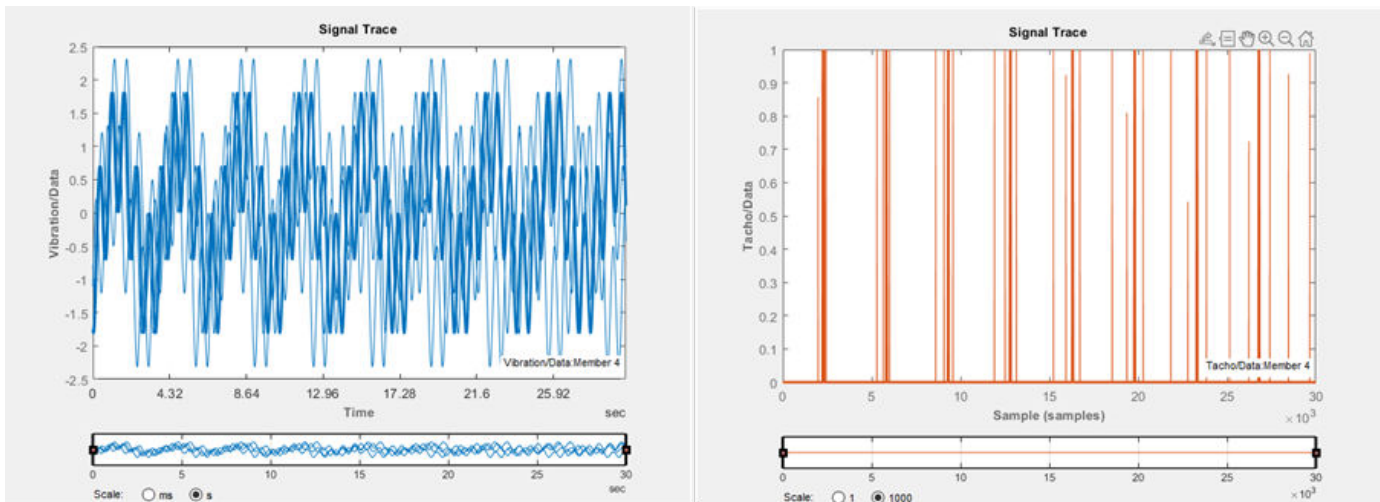 Signal Trace
2.5
2
1.5
1
0.5
0
-0.5
-1
-1.5
-2
-2.5
Vibration/Data
Vibration/Data:Member 4
0 4.32 8.64 12.96 17.28 21.6 25.92
Time
sec
0 5 10 15 20 25 30
sec
Scale: ms s
Signal Trace
1
0.9
0.8
0.7
0.6
0.5
0.4
0.3
0.2
0.1
0
Tacho/Data
Tacho/Data:Member 4
0 5 10 15 20 25 30
Sample (samples)
×10³
0 5 10 15 20 25 30
×10³
Scale: 1 1000